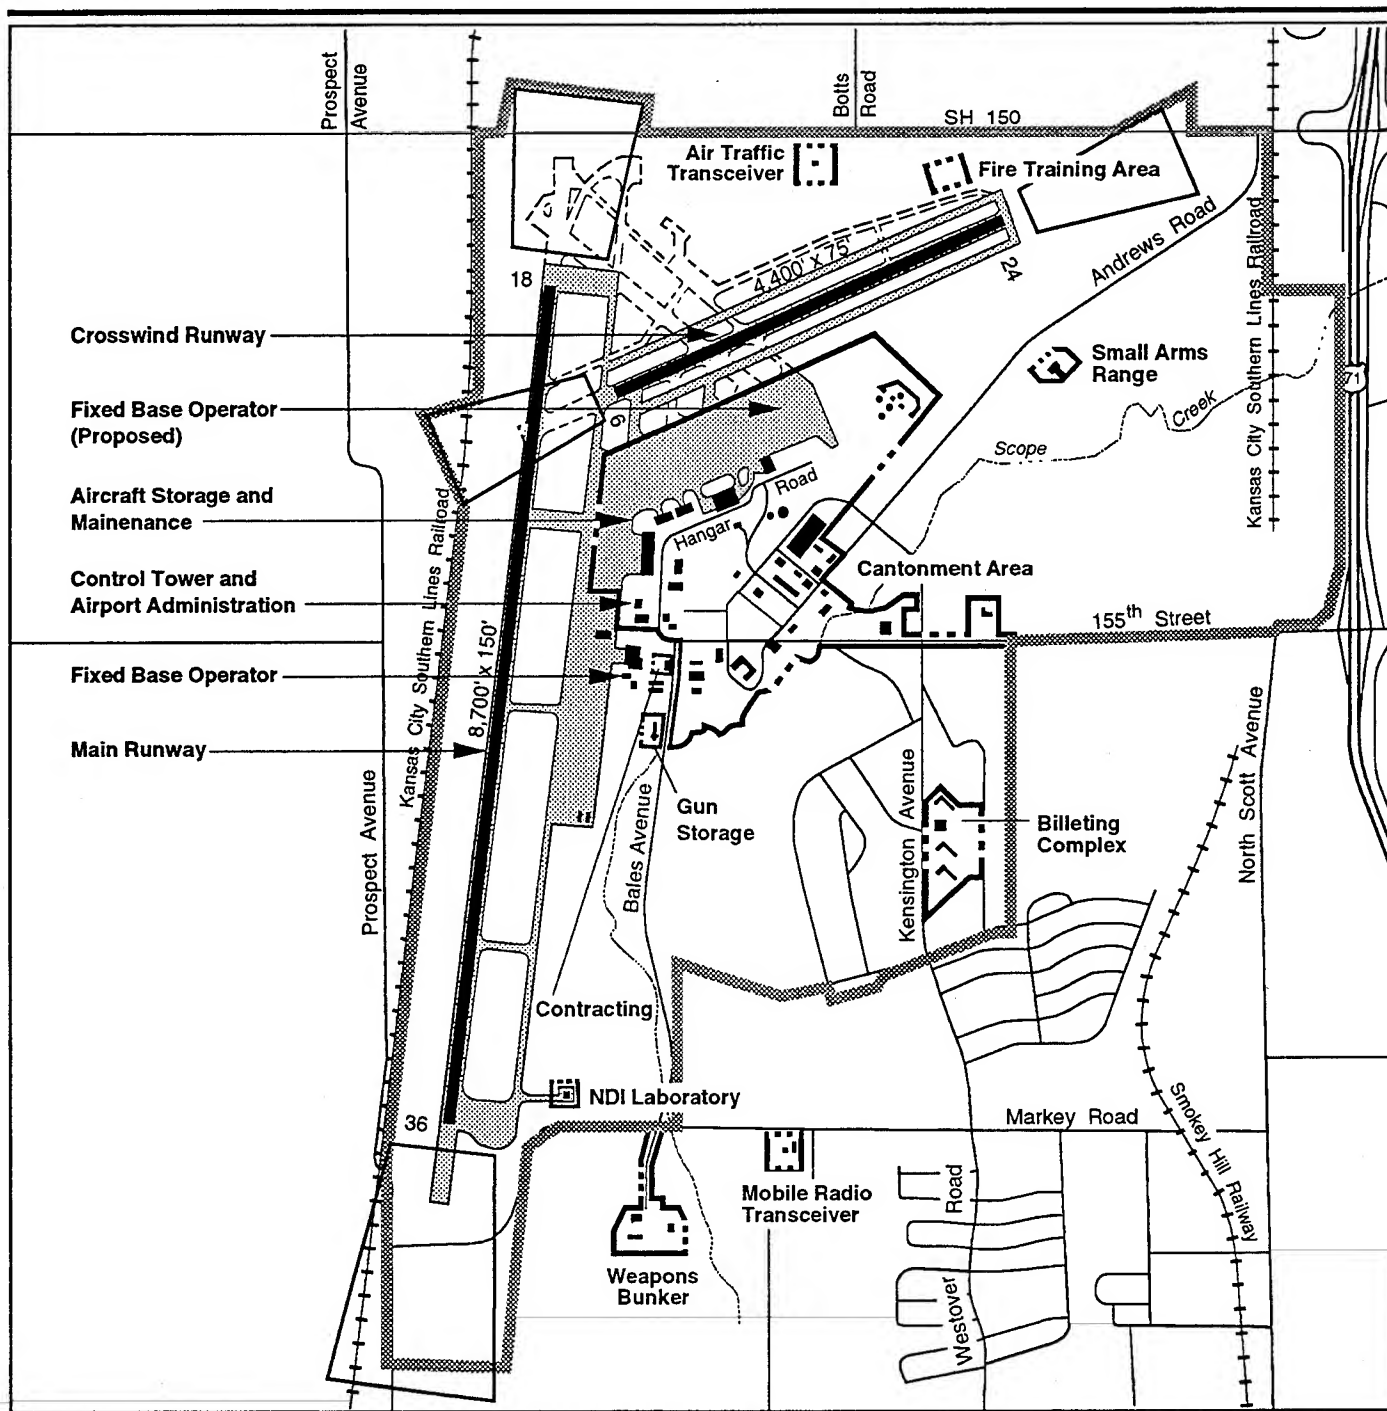 Prospect
Avenue
Botts
Road
SH 150
Air Traffic
Transceiver
Fire Training Area
Andrews Road
Kansas City Southern Lines Railroad
4,400' x 75'
18
24
Crosswind Runway
Small Arms
Range
71
Fixed Base Operator
(Proposed)
6
Scope
Creek
Aircraft Storage and
Mainenance
Hangar
Road
Kansas City Southern Lines Railroad
Control Tower and
Airport Administration
Cantonment Area
155th Street
8,700' x 150'
Fixed Base Operator
Main Runway
Prospect Avenue
Gun
Storage
Bales Avenue
Kensington Avenue
Billeting
Complex
North Scott Avenue
Contracting
NDI Laboratory
36
Markey Road
Smokey Hill Railway
Mobile Radio
Transceiver
Westover
Road
Weapons
Bunker